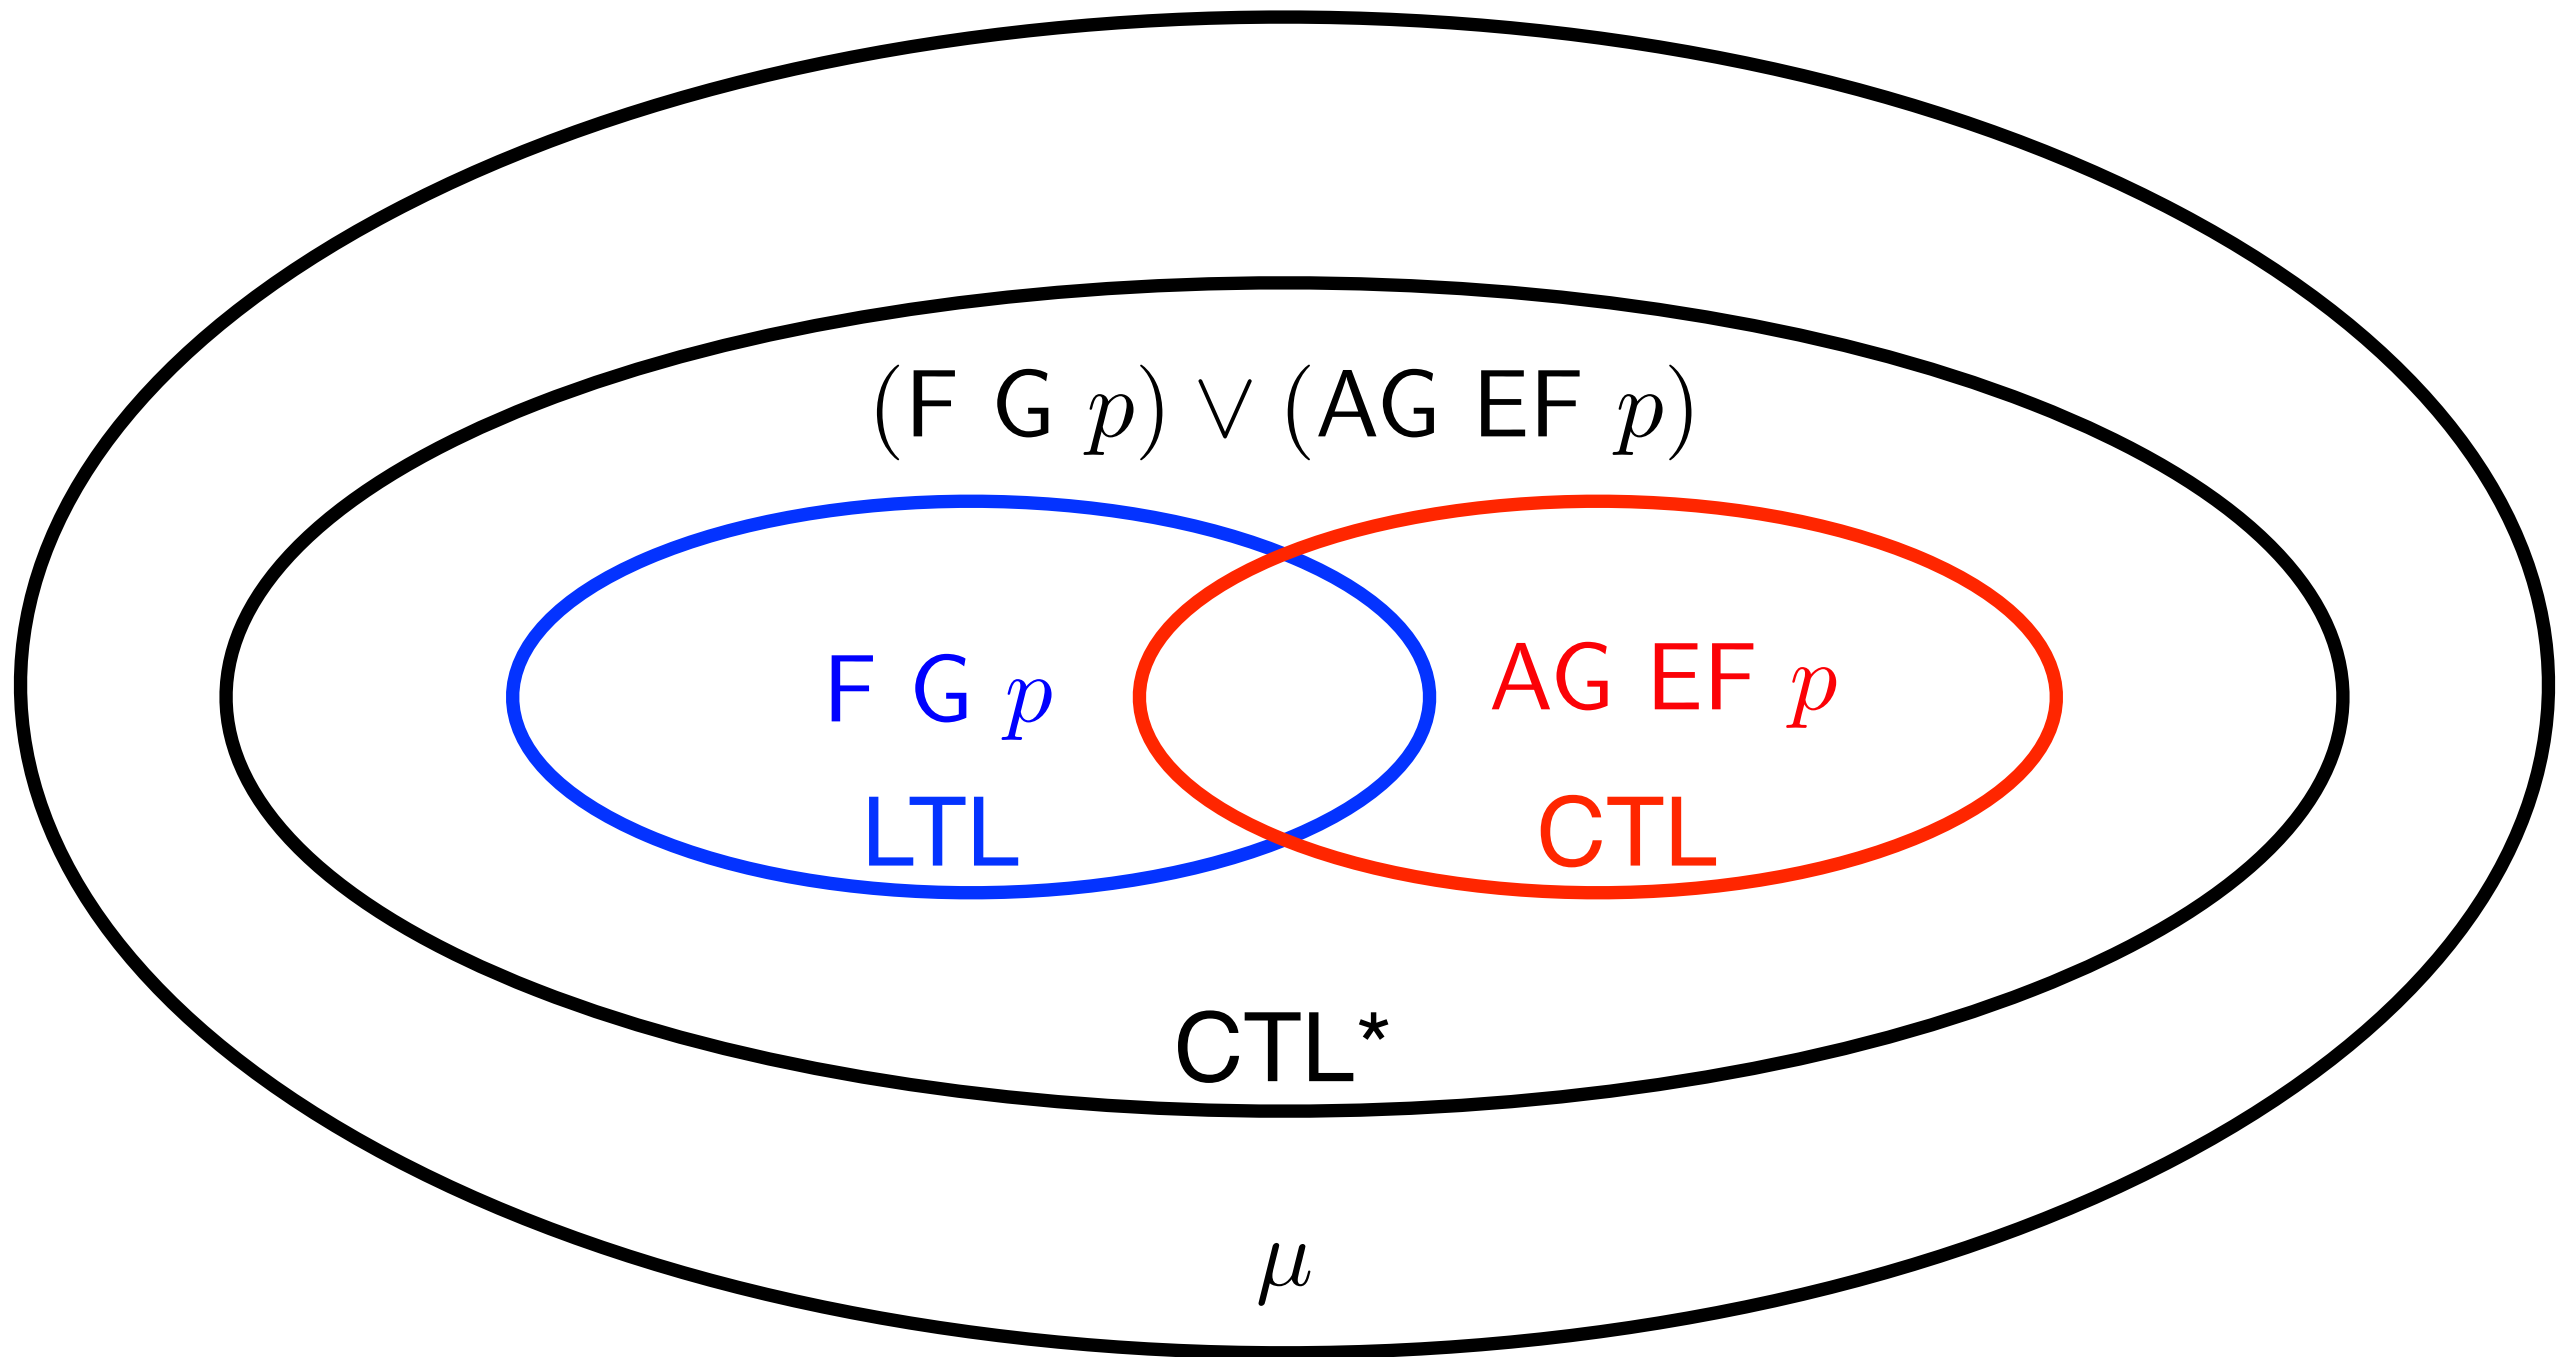 (F G p) ∨ (AG EF p)
F G p
AG EF p
LTL
CTL
CTL*
μ